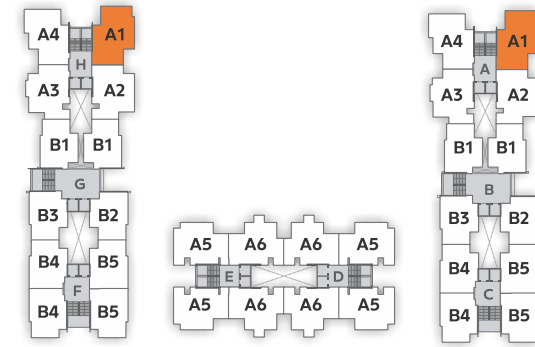 A4 A1
H
A3 A2
B1 B1
G
B3 B2
B4 B5
F
B4 B5
A5 A6 A6 A5
E D
A5 A6 A6 A5
A4 A1
A
A3 A2
B1 B1
B
B3 B2
B4 B5
C
B4 B5